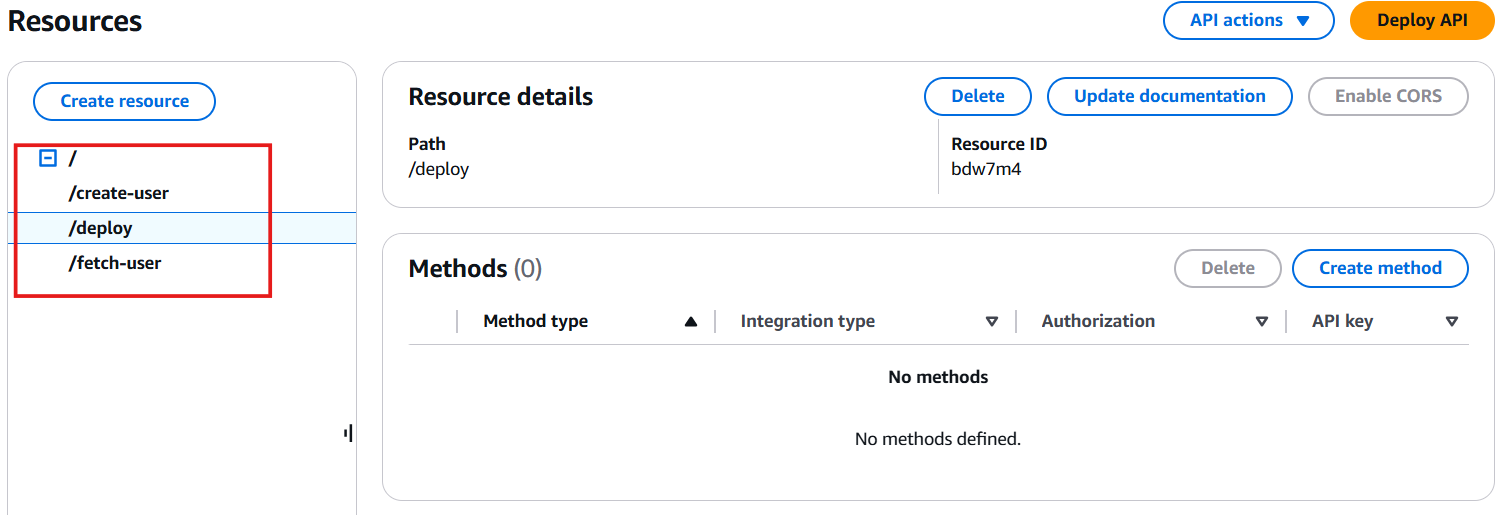 Resources
API actions
Deploy API
Create resource
/
/create-user
/deploy
/fetch-user
Resource details
Delete
Update documentation
Enable CORS
Path
/deploy
Resource ID
bdw7m4
Methods (0)
Delete
Create method
Method type
Integration type
Authorization
API key
No methods
No methods defined.